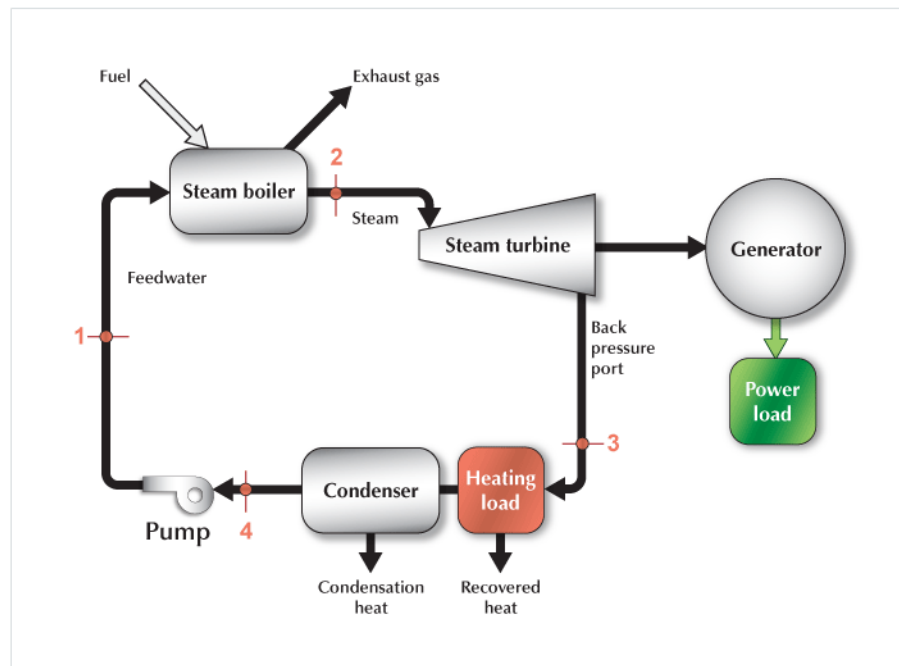 Fuel
Exhaust gas
2
Steam boiler
Steam
Steam turbine
Generator
Feedwater
1
Back
pressure
port
Power
load
3
Heating
load
Condenser
4
Pump
Condensation
heat
Recovered
heat